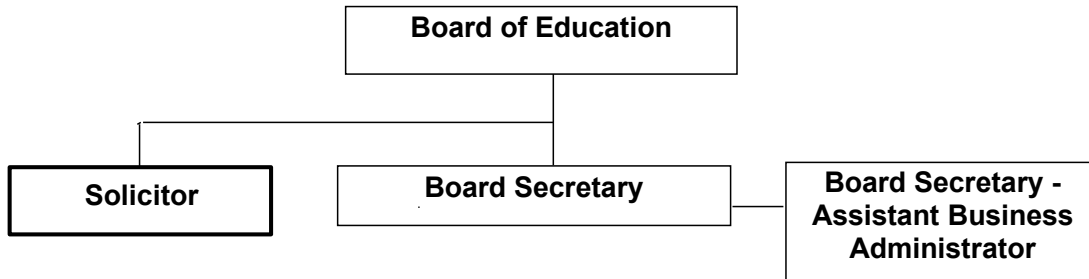 Board of Education
Solicitor
Board Secretary
Board Secretary -
Assistant Business
Administrator